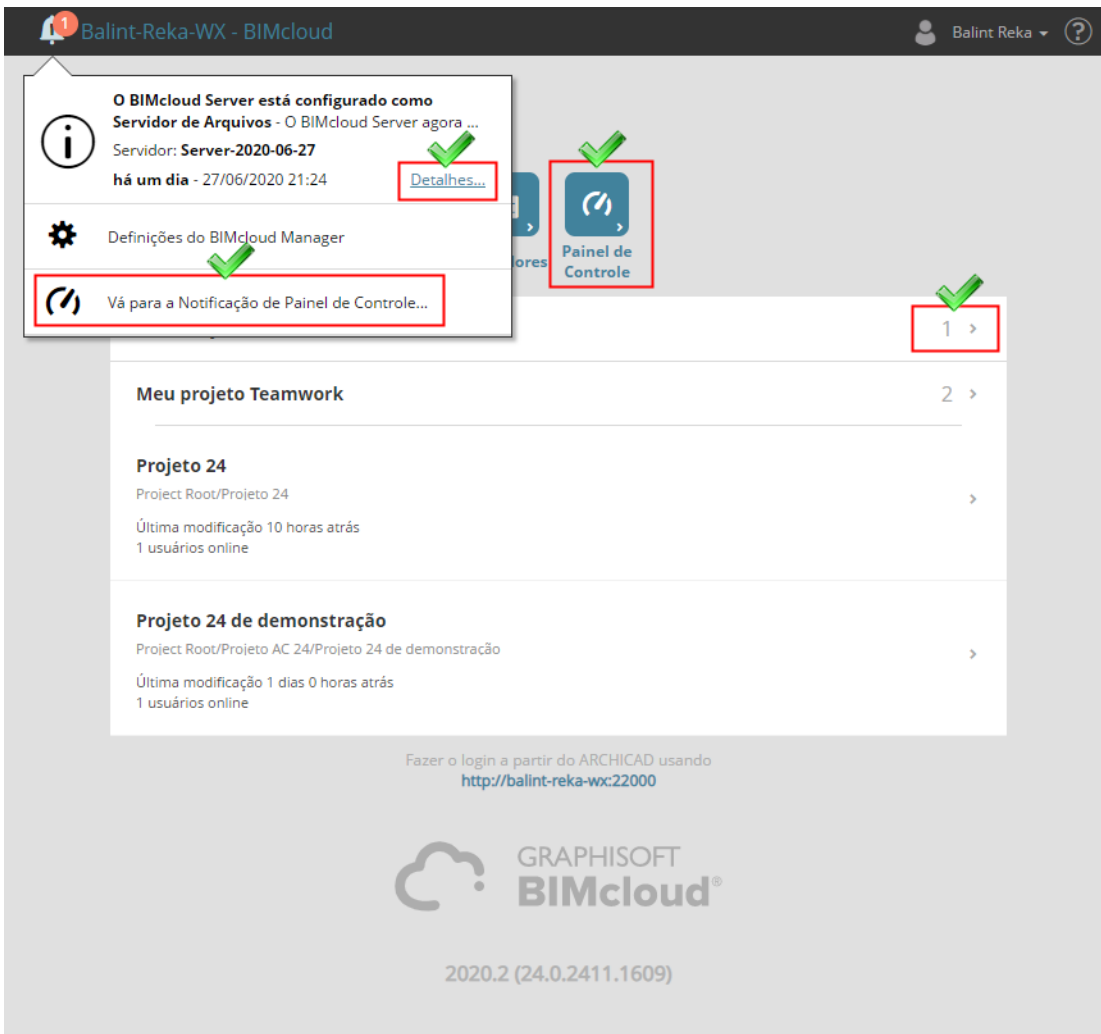 1
Balint-Reka-WX - BIMcloud
Balint Reka
?
O BIMcloud Server está configurado como
Servidor de Arquivos - O BIMcloud Server agora ...
Servidor: Server-2020-06-27
há um dia - 27/06/2020 21:24
Detalhes...
Definições do BIMcloud Manager
Vá para a Notificação de Painel de Controle...
lores
Painel de
Controle
1
Meu projeto Teamwork
2
Projeto 24
Project Root/Projeto 24
Última modificação 10 horas atrás
1 usuários online
Projeto 24 de demonstração
Project Root/Projeto AC 24/Projeto 24 de demonstração
Última modificação 1 dias 0 horas atrás
1 usuários online
Fazer o login a partir do ARCHICAD usando
http://balint-reka-wx:22000
GRAPHISOFT
BIMcloud®
2020.2 (24.0.2411.1609)